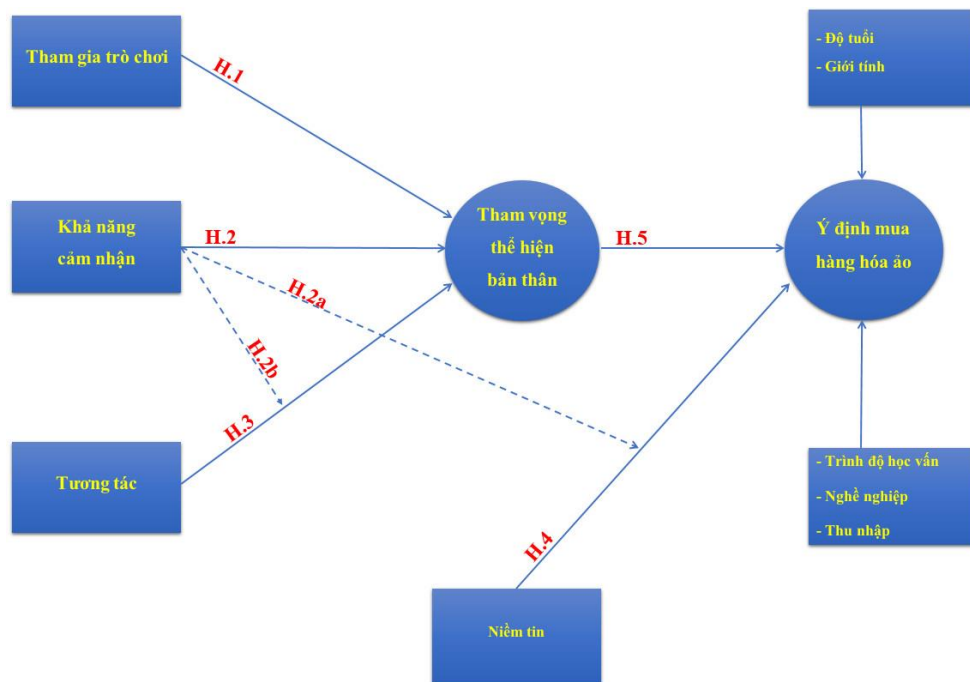 Tham gia trò chơi
H.1
- Độ tuổi
- Giới tính
Khả năng
cảm nhận
H.2
H.2a
H.2b
Tham vọng
thể hiện
bản thân
H.5
Ý định mua
hàng hóa ảo
Tương tác
H.3
- Trình độ học vấn
- Nghề nghiệp
- Thu nhập
H.4
Niềm tin